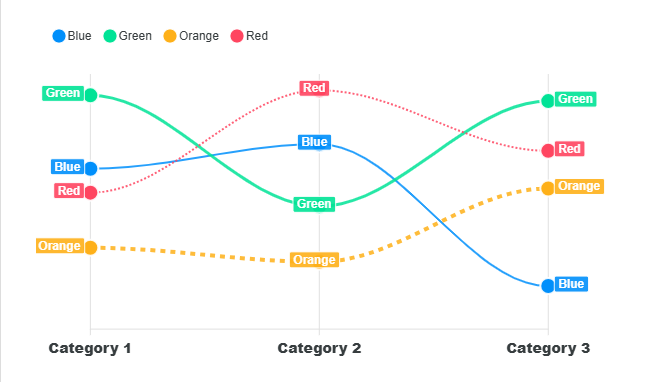 Blue Green Orange Red
Red
Green
Green
Blue
Red
Blue
Red
Orange
Green
Orange
Orange
Blue
Category 1 Category 2 Category 3